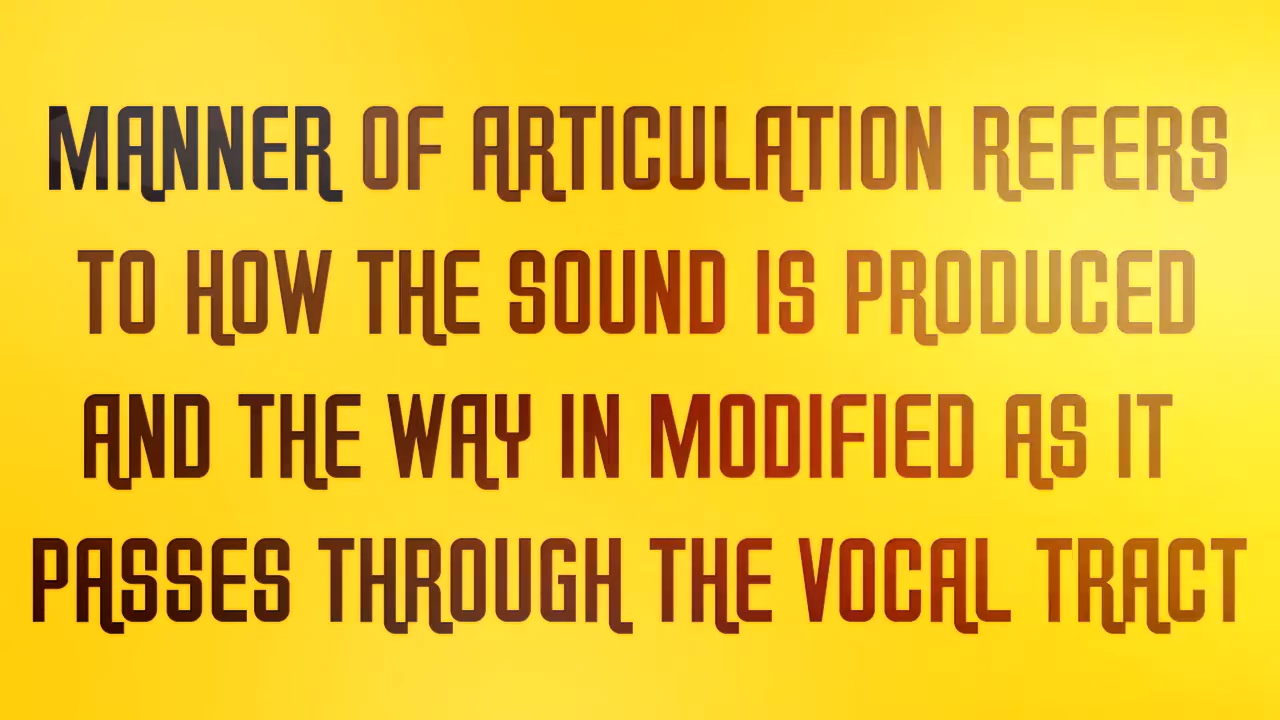 MANNER OF ARTICULATION REFERS
TO HOW THE SOUND IS PRODUCED
AND THE WAY IN MODIFIED AS IT
PASSES THROUGH THE VOCAL TRACT